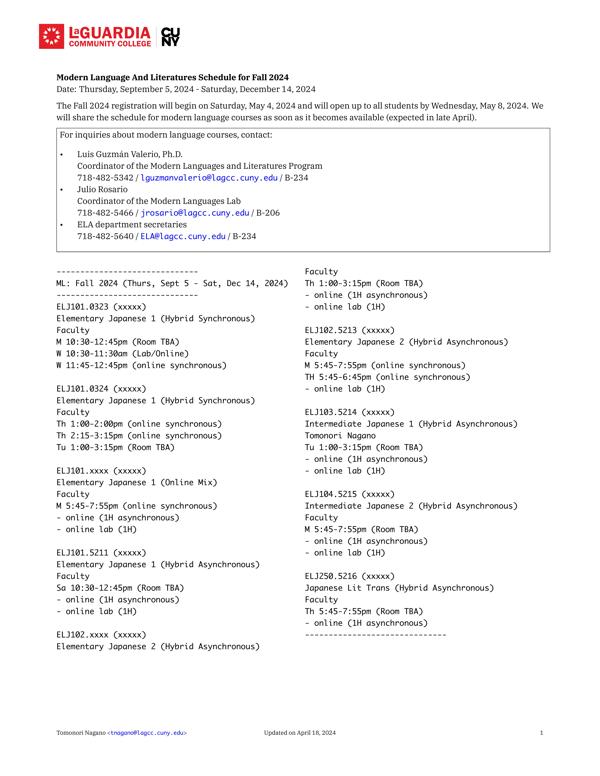 LAGUARDIA
COMMUNITY COLLEGE
CU
NY
Modern Language And Literatures Schedule for Fall 2024
Date: Thursday, September 5, 2024 - Saturday, December 14, 2024
The Fall 2024 registration will begin on Saturday, May 4, 2024 and will open up to all students by Wednesday, May 8, 2024. We
will share the schedule for modern language courses as soon as it becomes available (expected in late April).
For inquiries about modern language courses, contact:
• Luis Guzmán Valerio, Ph.D.
Coordinator of the Modern Languages and Literatures Program
718-482-5342 / lguzmanvalerio@lagcc.cuny.edu / B-234
• Julio Rosario
Coordinator of the Modern Languages Lab
718-482-5466 / jrosario@lagcc.cuny.edu / B-206
• ELA department secretaries
718-482-5640 / ELA@lagcc.cuny.edu / B-234
------------------------------
ML: Fall 2024 (Thurs, Sept 5 - Sat, Dec 14, 2024)
------------------------------
ELJ101.0323 (xxxxx)
Elementary Japanese 1 (Hybrid Synchronous)
Faculty
M 10:30-12:45pm (Room TBA)
W 10:30-11:30am (Lab/Online)
W 11:45-12:45pm (online synchronous)
ELJ101.0324 (xxxxx)
Elementary Japanese 1 (Hybrid Synchronous)
Faculty
Th 1:00-2:00pm (online synchronous)
Th 2:15-3:15pm (online synchronous)
Tu 1:00-3:15pm (Room TBA)
ELJ101.xxxx (xxxxx)
Elementary Japanese 1 (Online Mix)
Faculty
M 5:45-7:55pm (online synchronous)
- online (1H asynchronous)
- online lab (1H)
ELJ101.5211 (xxxxx)
Elementary Japanese 1 (Hybrid Asynchronous)
Faculty
Sa 10:30-12:45pm (Room TBA)
- online (1H asynchronous)
- online lab (1H)
ELJ102.xxxx (xxxxx)
Elementary Japanese 2 (Hybrid Asynchronous)
Faculty
Th 1:00-3:15pm (Room TBA)
- online (1H asynchronous)
- online lab (1H)
ELJ102.5213 (xxxxx)
Elementary Japanese 2 (Hybrid Asynchronous)
Faculty
M 5:45-7:55pm (online synchronous)
TH 5:45-6:45pm (online synchronous)
- online lab (1H)
ELJ103.5214 (xxxxx)
Intermediate Japanese 1 (Hybrid Asynchronous)
Tomonori Nagano
Tu 1:00-3:15pm (Room TBA)
- online (1H asynchronous)
- online lab (1H)
ELJ104.5215 (xxxxx)
Intermediate Japanese 2 (Hybrid Asynchronous)
Faculty
M 5:45-7:55pm (Room TBA)
- online (1H asynchronous)
- online lab (1H)
ELJ250.5216 (xxxxx)
Japanese Lit Trans (Hybrid Asynchronous)
Faculty
Th 5:45-7:55pm (Room TBA)
- online (1H asynchronous)
------------------------------
Tomonori Nagano <tnagano@lagcc.cuny.edu> Updated on April 18, 2024 1